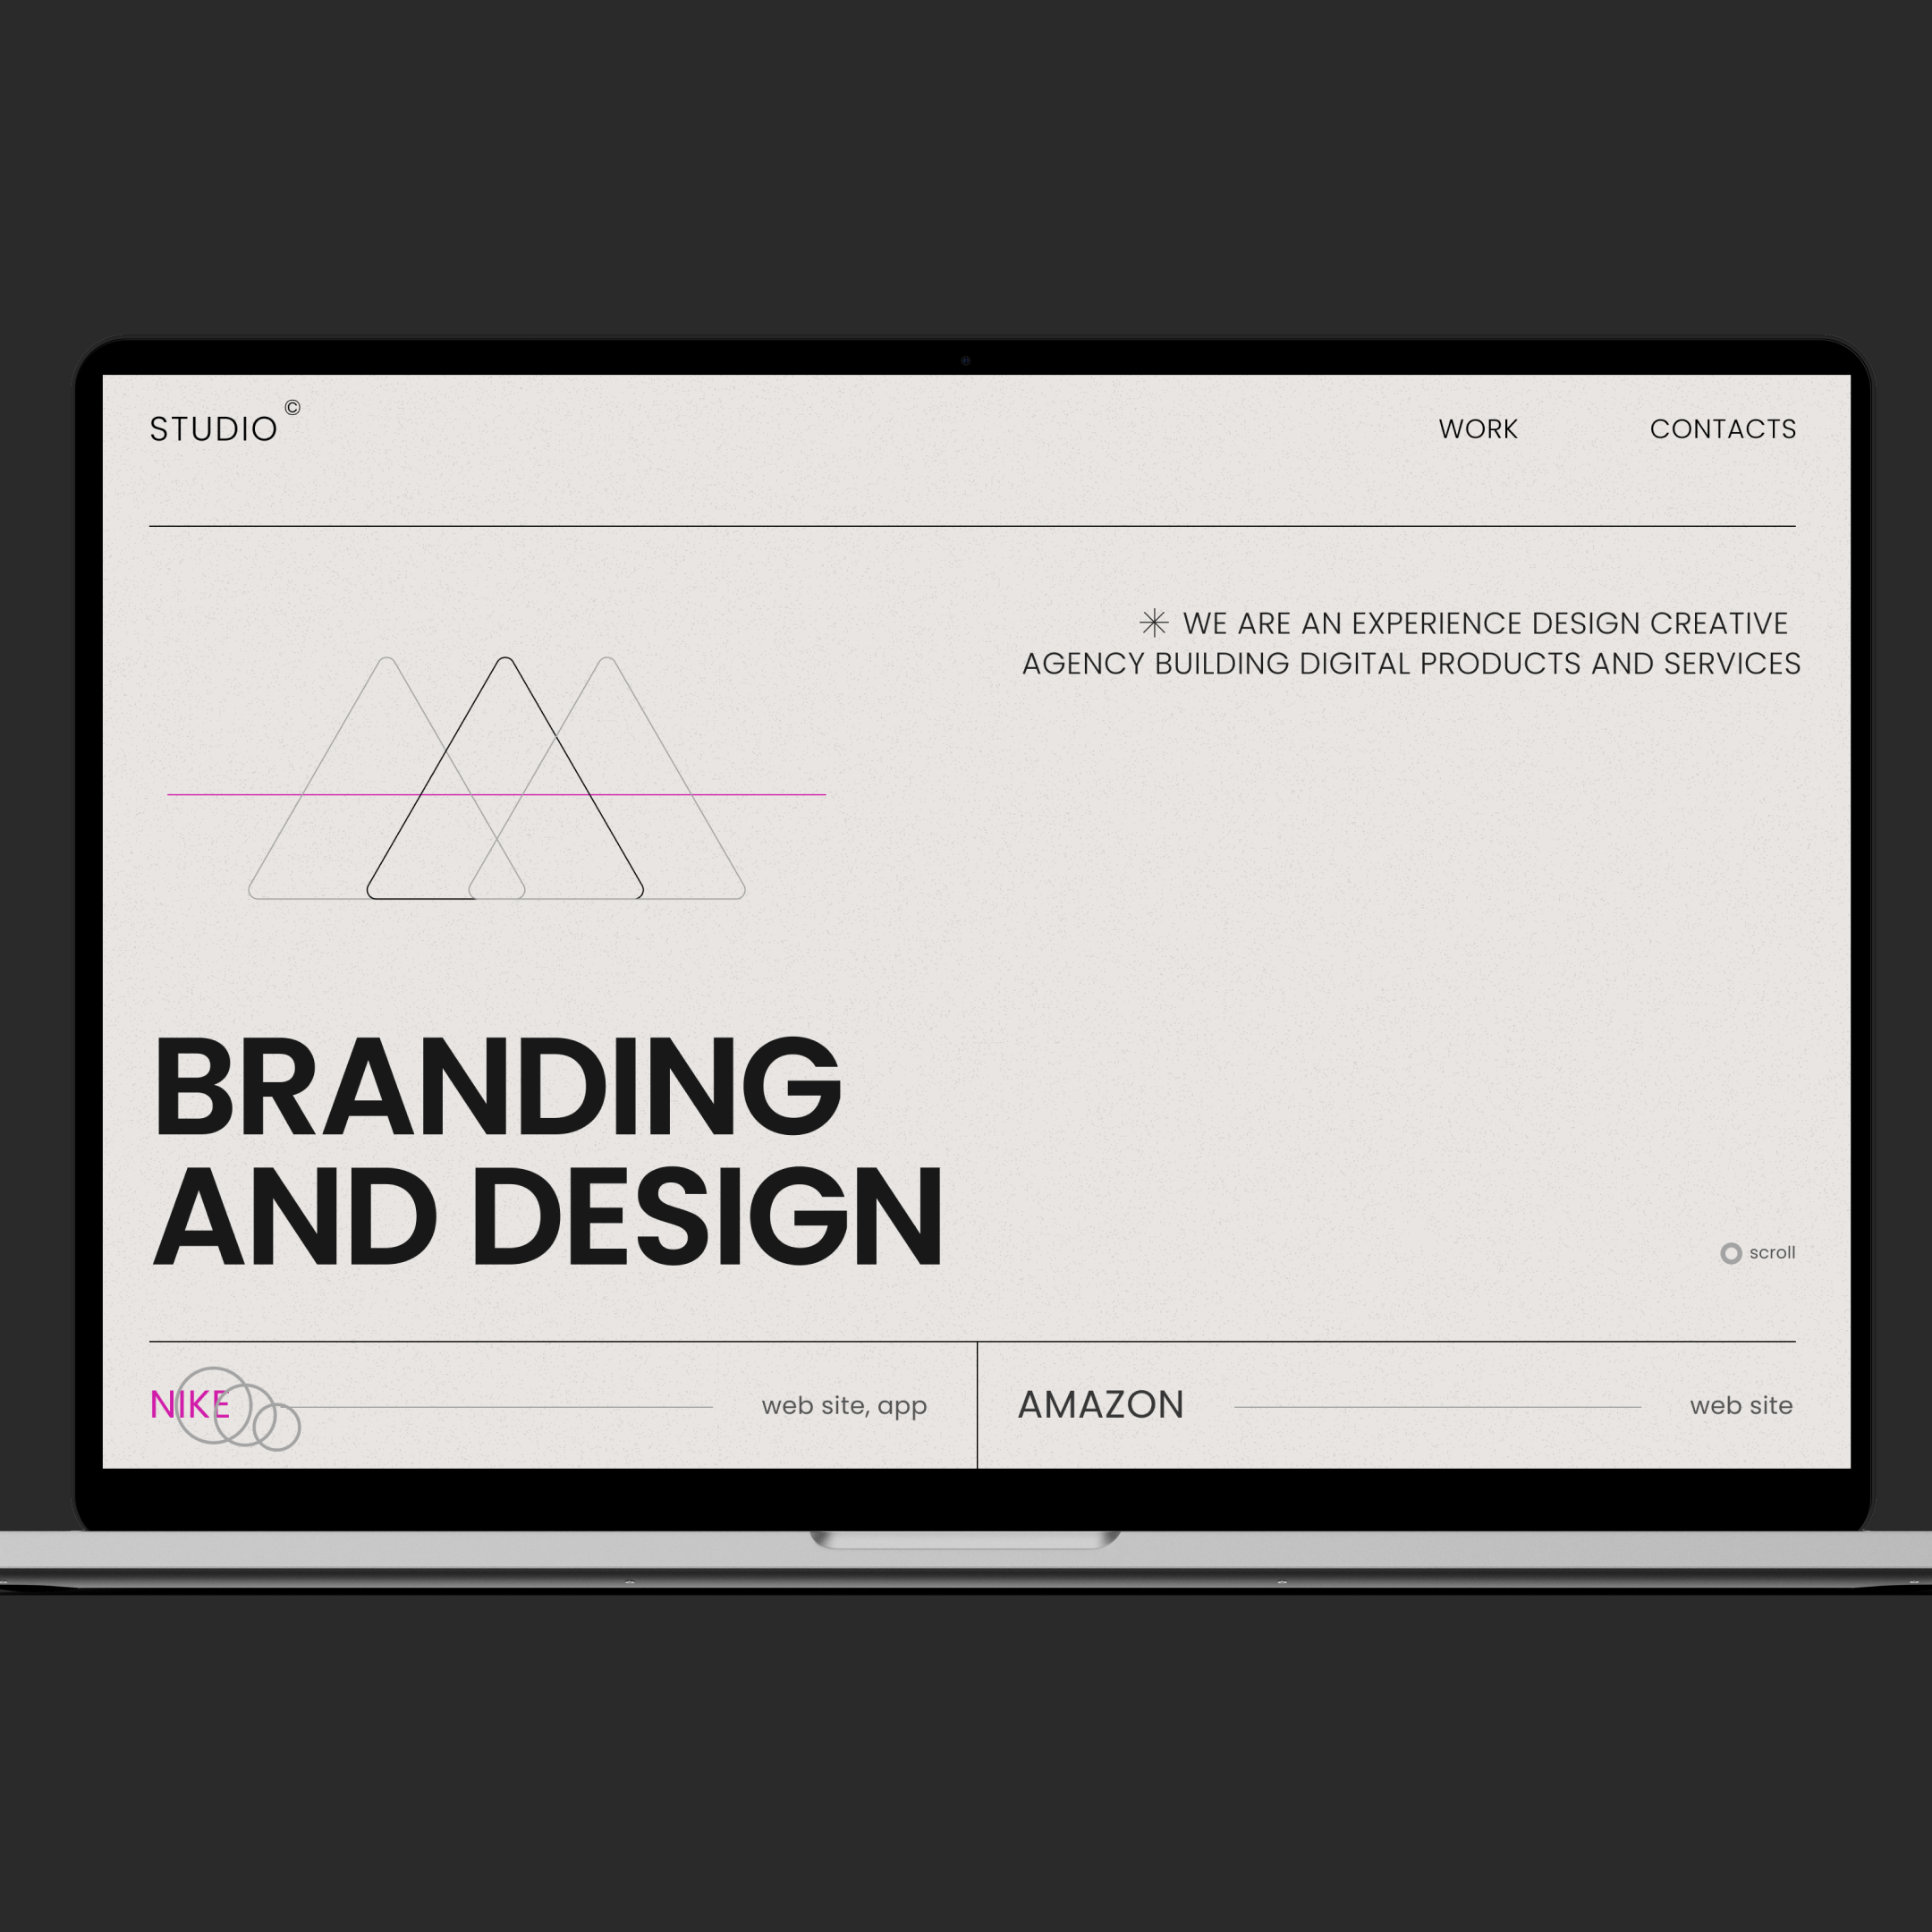 STUDIO ©
WORK
CONTACTS
WE ARE AN EXPERIENCE DESIGN CREATIVE
AGENCY BUILDING DIGITAL PRODUCTS AND SERVICES
BRANDING
AND DESIGN
scroll
NIKE
web site, app
AMAZON
web site